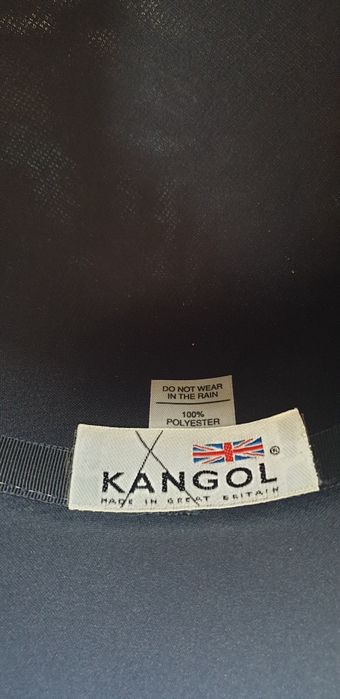 DO NOT WEAR
IN THE RAIN
100%
POLYESTER
KANGOL®
MADE IN GREAT BRITAIN